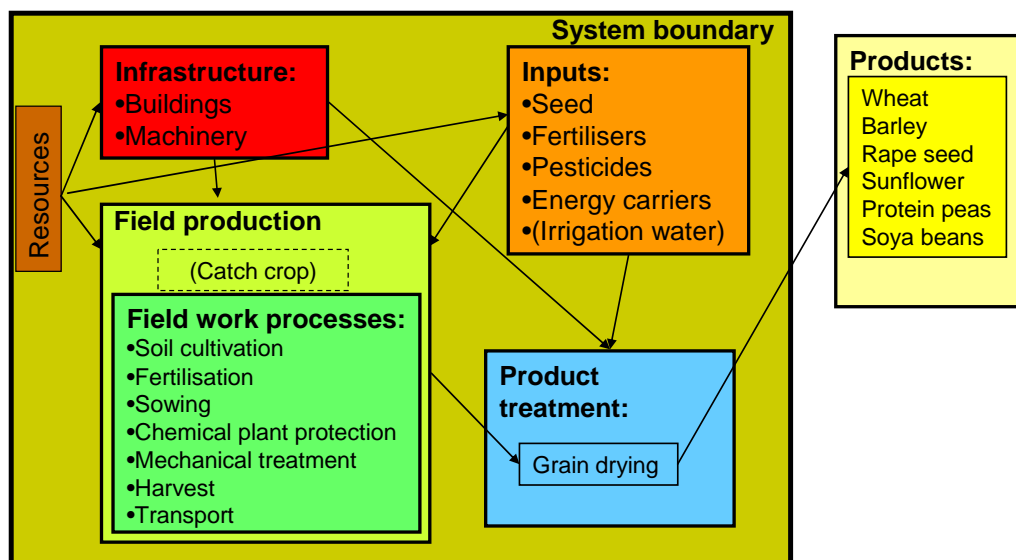 System boundary
Resources
Infrastructure:
•Buildings
•Machinery
Inputs:
•Seed
•Fertilisers
•Pesticides
•Energy carriers
•(Irrigation water)
Field production
(Catch crop)
Field work processes:
•Soil cultivation
•Fertilisation
•Sowing
•Chemical plant protection
•Mechanical treatment
•Harvest
•Transport
Product
treatment:
Grain drying
Products:
Wheat
Barley
Rape seed
Sunflower
Protein peas
Soya beans